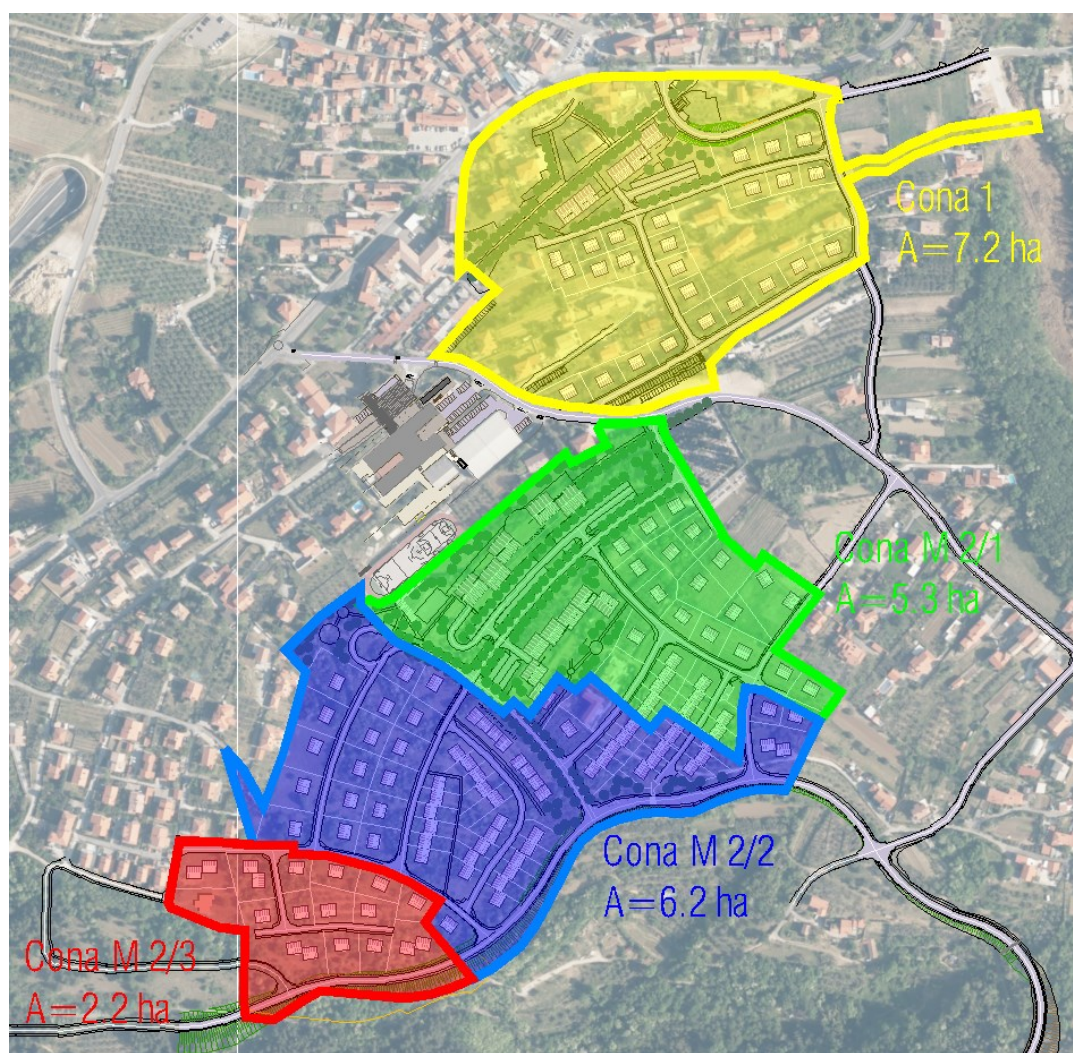 Cona 1
A=7.2 ha
Cona M 2/1
A=5.3 ha
Cona M 2/2
A=6.2 ha
Cona M 2/3
A=2.2 ha